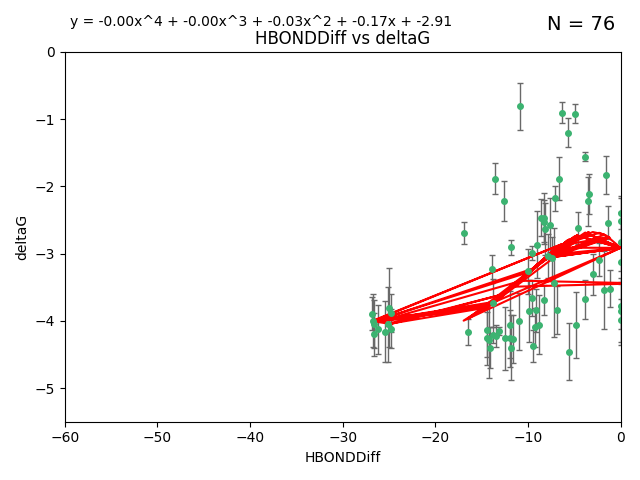 y = -0.00x^4 + -0.00x^3 + -0.03x^2 + -0.17x + -2.91
N = 76
HBONDDiff vs deltaG
0
−1
−2
−3
−4
−5
deltaG
−60 −50 −40 −30 −20 −10 0
HBONDDiff